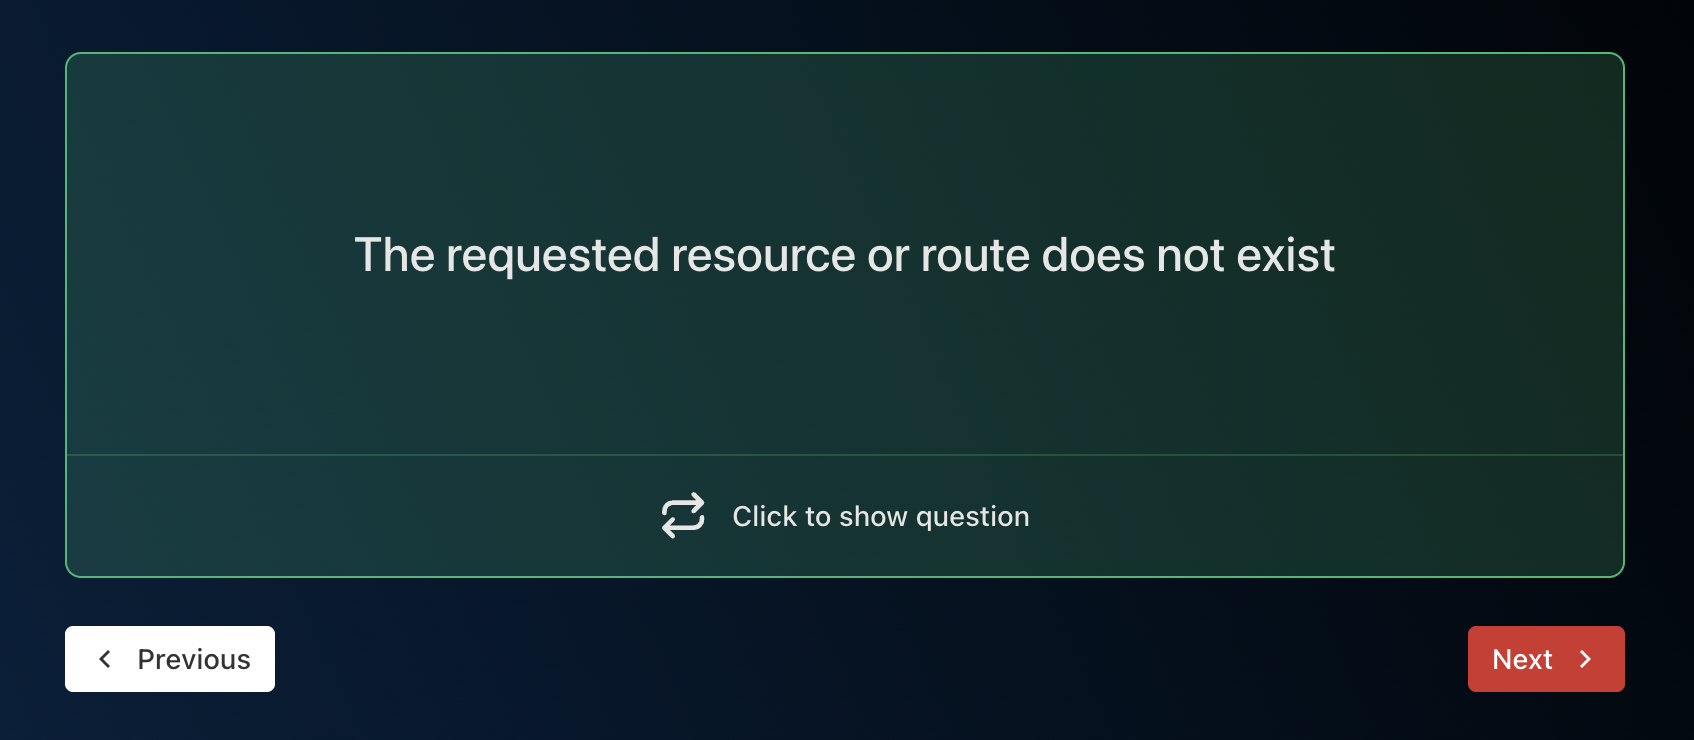 The requested resource or route does not exist
Click to show question
Previous
Next